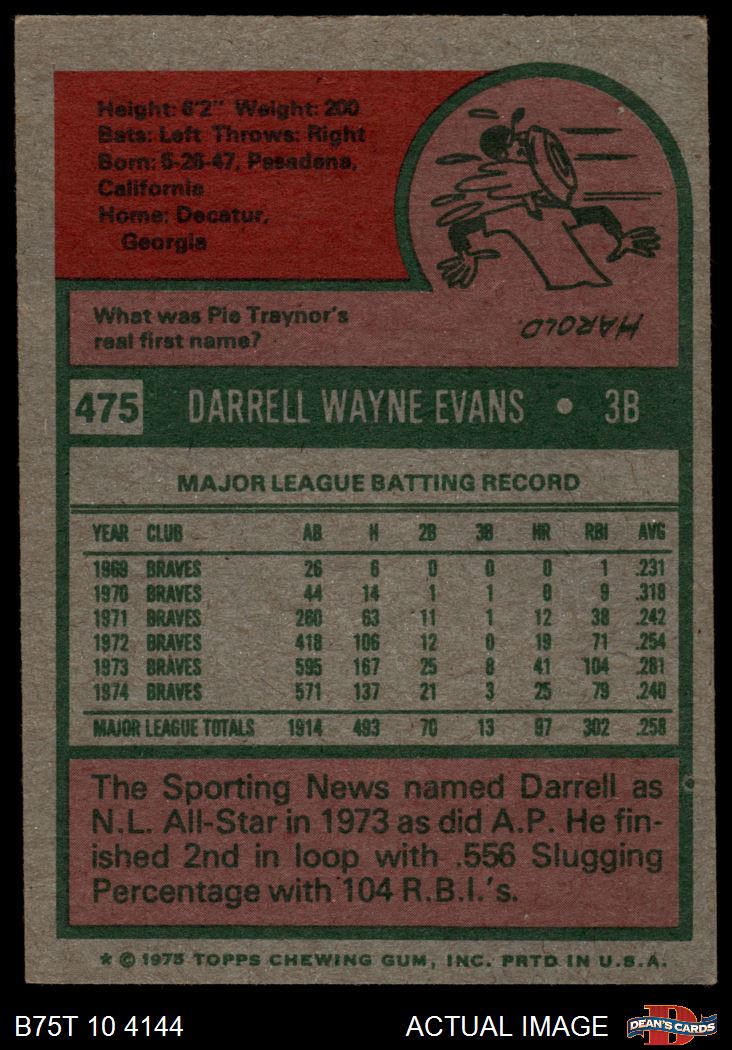 Height: 6'2" Weight: 200
Bats: Left Throws: Right
Born: 5-26-47, Pasadena,
California
Home: Decatur,
Georgia
What was Pie Traynor's
real first name?
HAROLD.
475 DARRELL WAYNE EVANS • 3B
MAJOR LEAGUE BATTING RECORD
YEAR CLUB AB H 2B 3B HR RBI AVG
1969 BRAVES 26 6 0 0 0 1 .231
1970 BRAVES 44 14 1 1 0 9 .318
1971 BRAVES 260 63 11 1 12 38 .242
1972 BRAVES 418 106 12 0 19 71 .254
1973 BRAVES 595 167 25 8 41 104 .281
1974 BRAVES 571 137 21 3 25 79 .240
MAJOR LEAGUE TOTALS 1914 493 70 13 97 302 .258
The Sporting News named Darrell as
N.L. All-Star in 1973 as did A.P. He fin-
ished 2nd in loop with .556 Slugging
Percentage with 104 R.B.I.'s.
* © 1975 TOPPS CHEWING GUM, INC. PRTD IN U.S.A.
B75T 10 4144 ACTUAL IMAGE DEAN'S CARDS